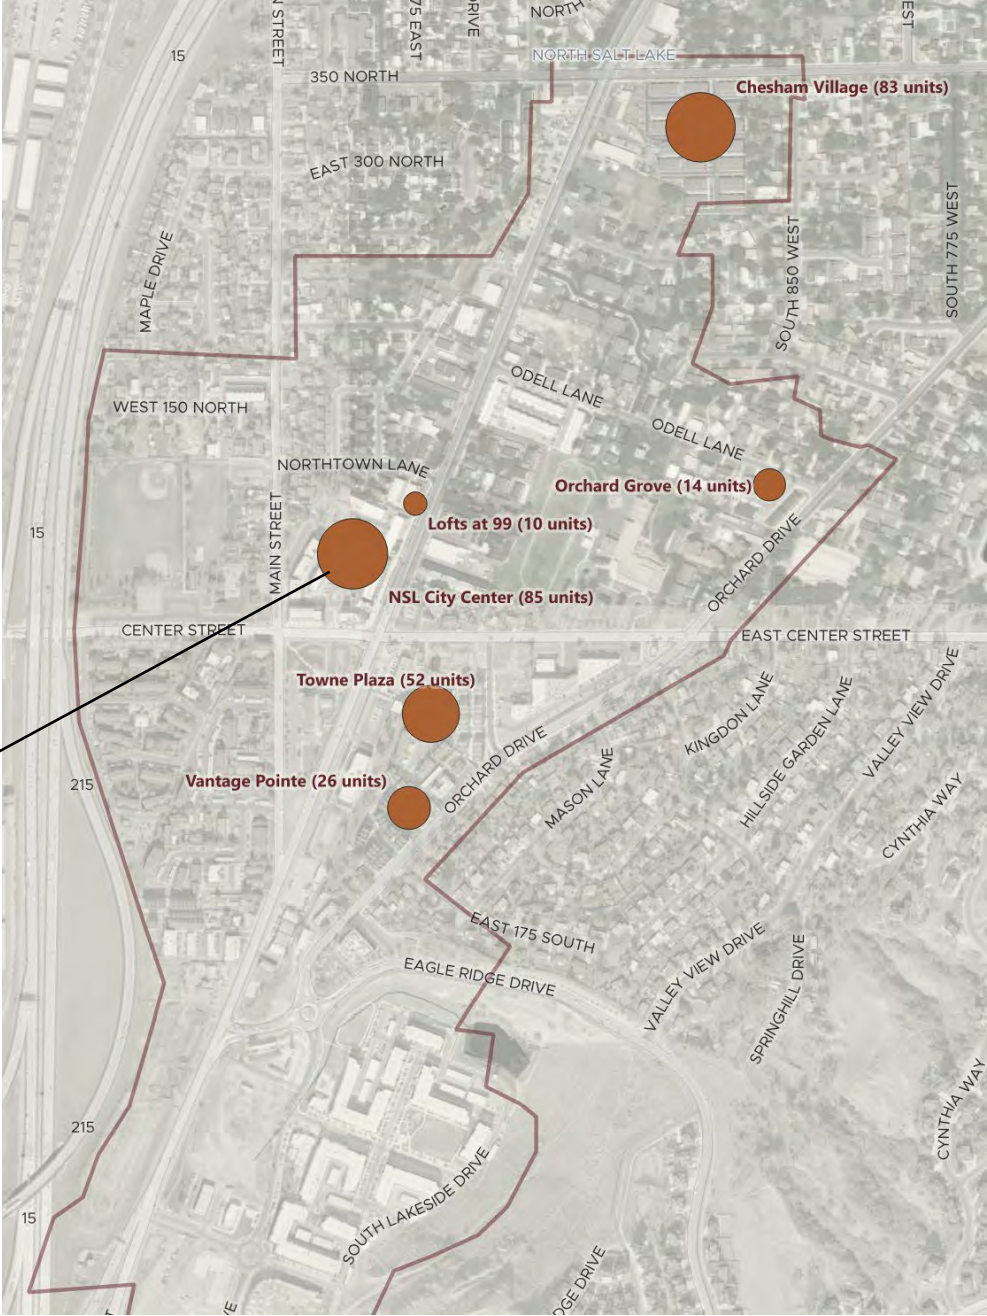 NORTH
N STREET
75 EAST
DRIVE
EST
15
NORTH SALT LAKE
350 NORTH
Chesham Village (83 units)
EAST 300 NORTH
MAPLE DRIVE
SOUTH 850 WEST
SOUTH 775 WEST
ODELL LANE
WEST 150 NORTH
ODELL LANE
NORTHTOWN LANE
Orchard Grove (14 units)
Lofts at 99 (10 units)
15
MAIN STREET
ORCHARD DRIVE
NSL City Center (85 units)
CENTER STREET
EAST CENTER STREET
Towne Plaza (52 units)
KINGDON LANE
HILLSIDE GARDEN LANE
VALLEY VIEW DRIVE
Vantage Pointe (26 units)
215
ORCHARD DRIVE
MASON LANE
CYNTHIA WAY
EAST 175 SOUTH
EAGLE RIDGE DRIVE
VALLEY VIEW DRIVE
SPRINGHILL DRIVE
CYNTHIA WAY
215
SOUTH LAKESIDE DRIVE
15
DGE DRIVE
VE